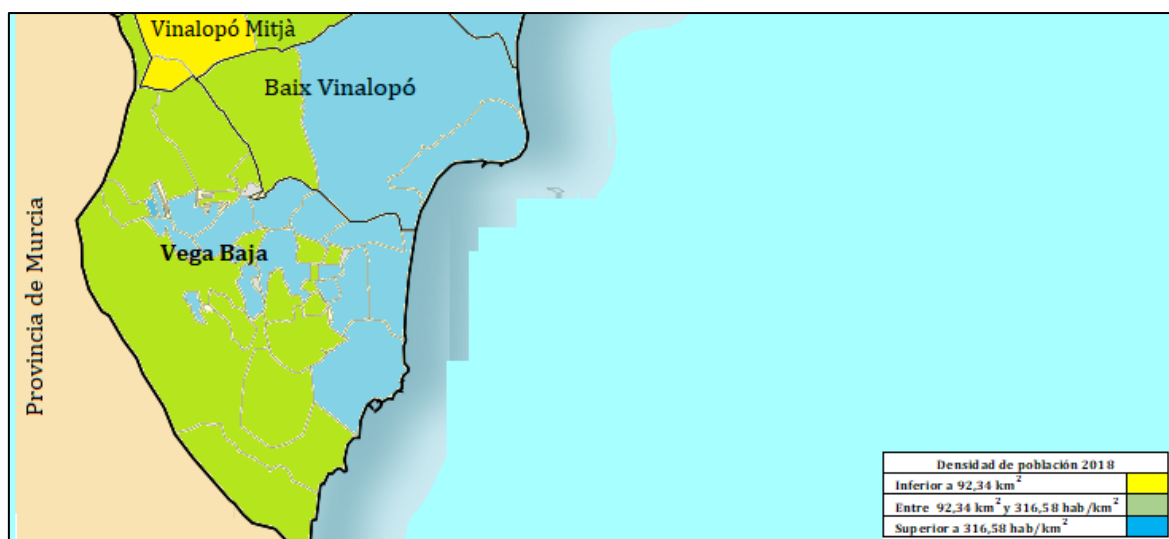 Vinalopó Mitjà
Baix Vinalopó
Vega Baja
Provincia de Murcia
Densidad de población 2018
Inferior a 92,34 km²
Entre 92,34 km² y 316,58 hab/km²
Superior a 316,58 hab/km²